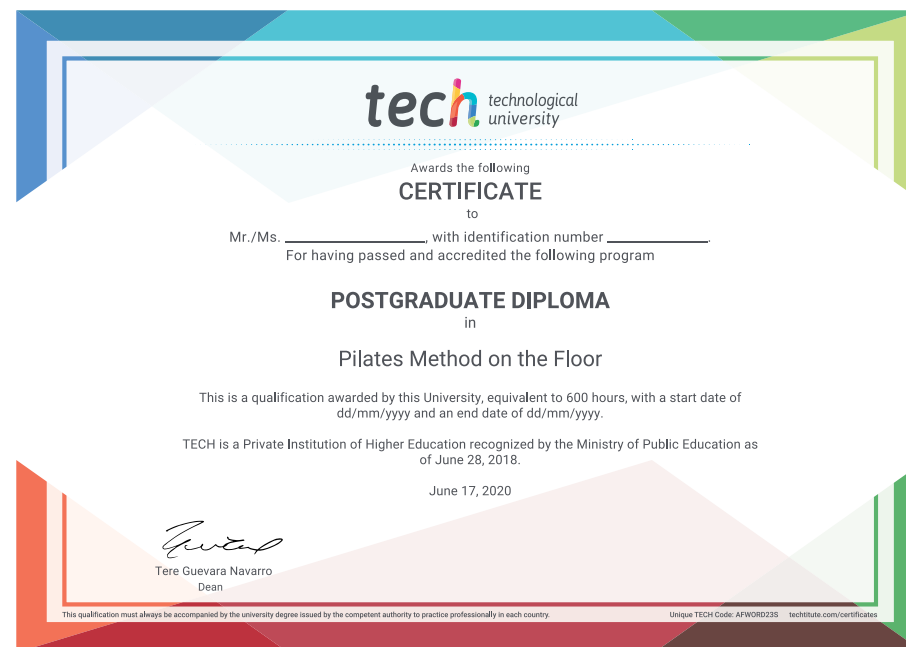 tech technological
university
Awards the following
CERTIFICATE
to
Mr./Ms. ____________, with identification number ____________.
For having passed and accredited the following program
POSTGRADUATE DIPLOMA
in
Pilates Method on the Floor
This is a qualification awarded by this University, equivalent to 600 hours, with a start date of
dd/mm/yyyy and an end date of dd/mm/yyyy.
TECH is a Private Institution of Higher Education recognized by the Ministry of Public Education as
of June 28, 2018.
June 17, 2020
Tere Guevara Navarro
Dean
This qualification must always be accompanied by the university degree issued by the competent authority to practice professionally in each country.
Unique TECH Code: AFWORD23S techtitute.com/certificates